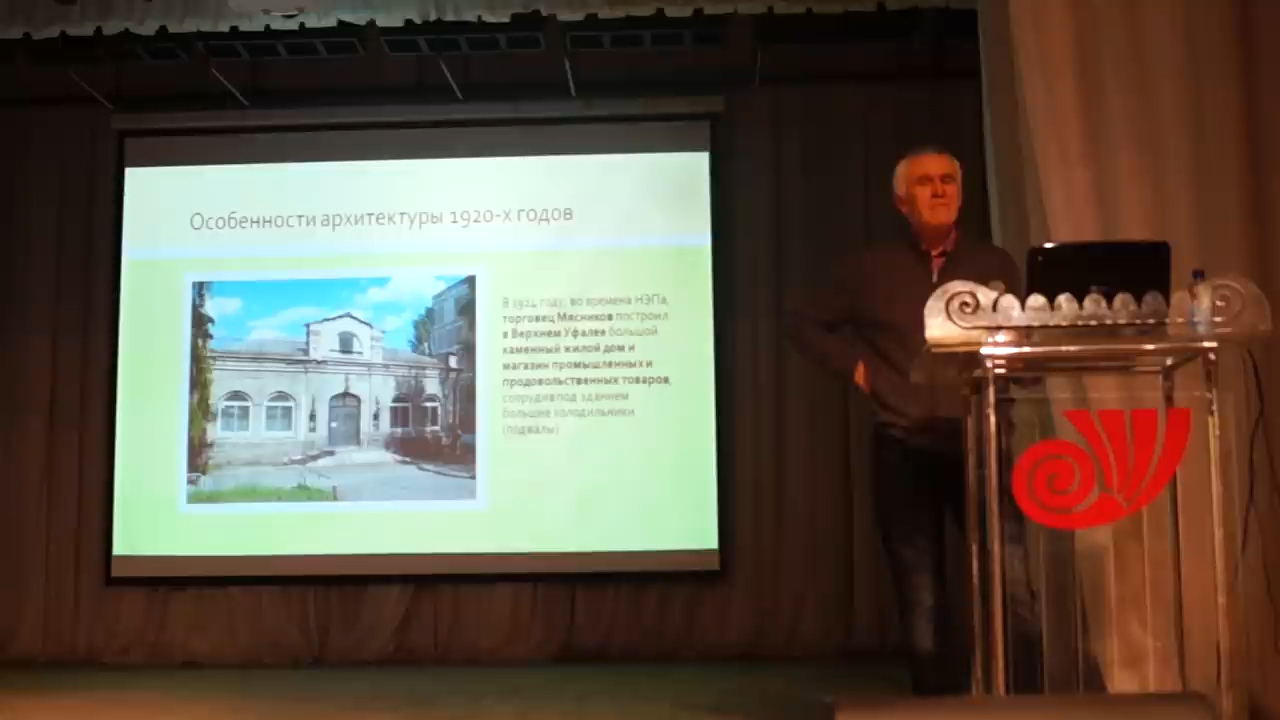 Особенности архитектуры 1920-х годов
В 1924 году, во времена НЭПа,
торговец Мясников построил
в Верхнем Уфалее большой
каменный жилой дом и
магазин промышленных и
продовольственных товаров,
соорудив под зданием
большие холодильники
(подвалы)